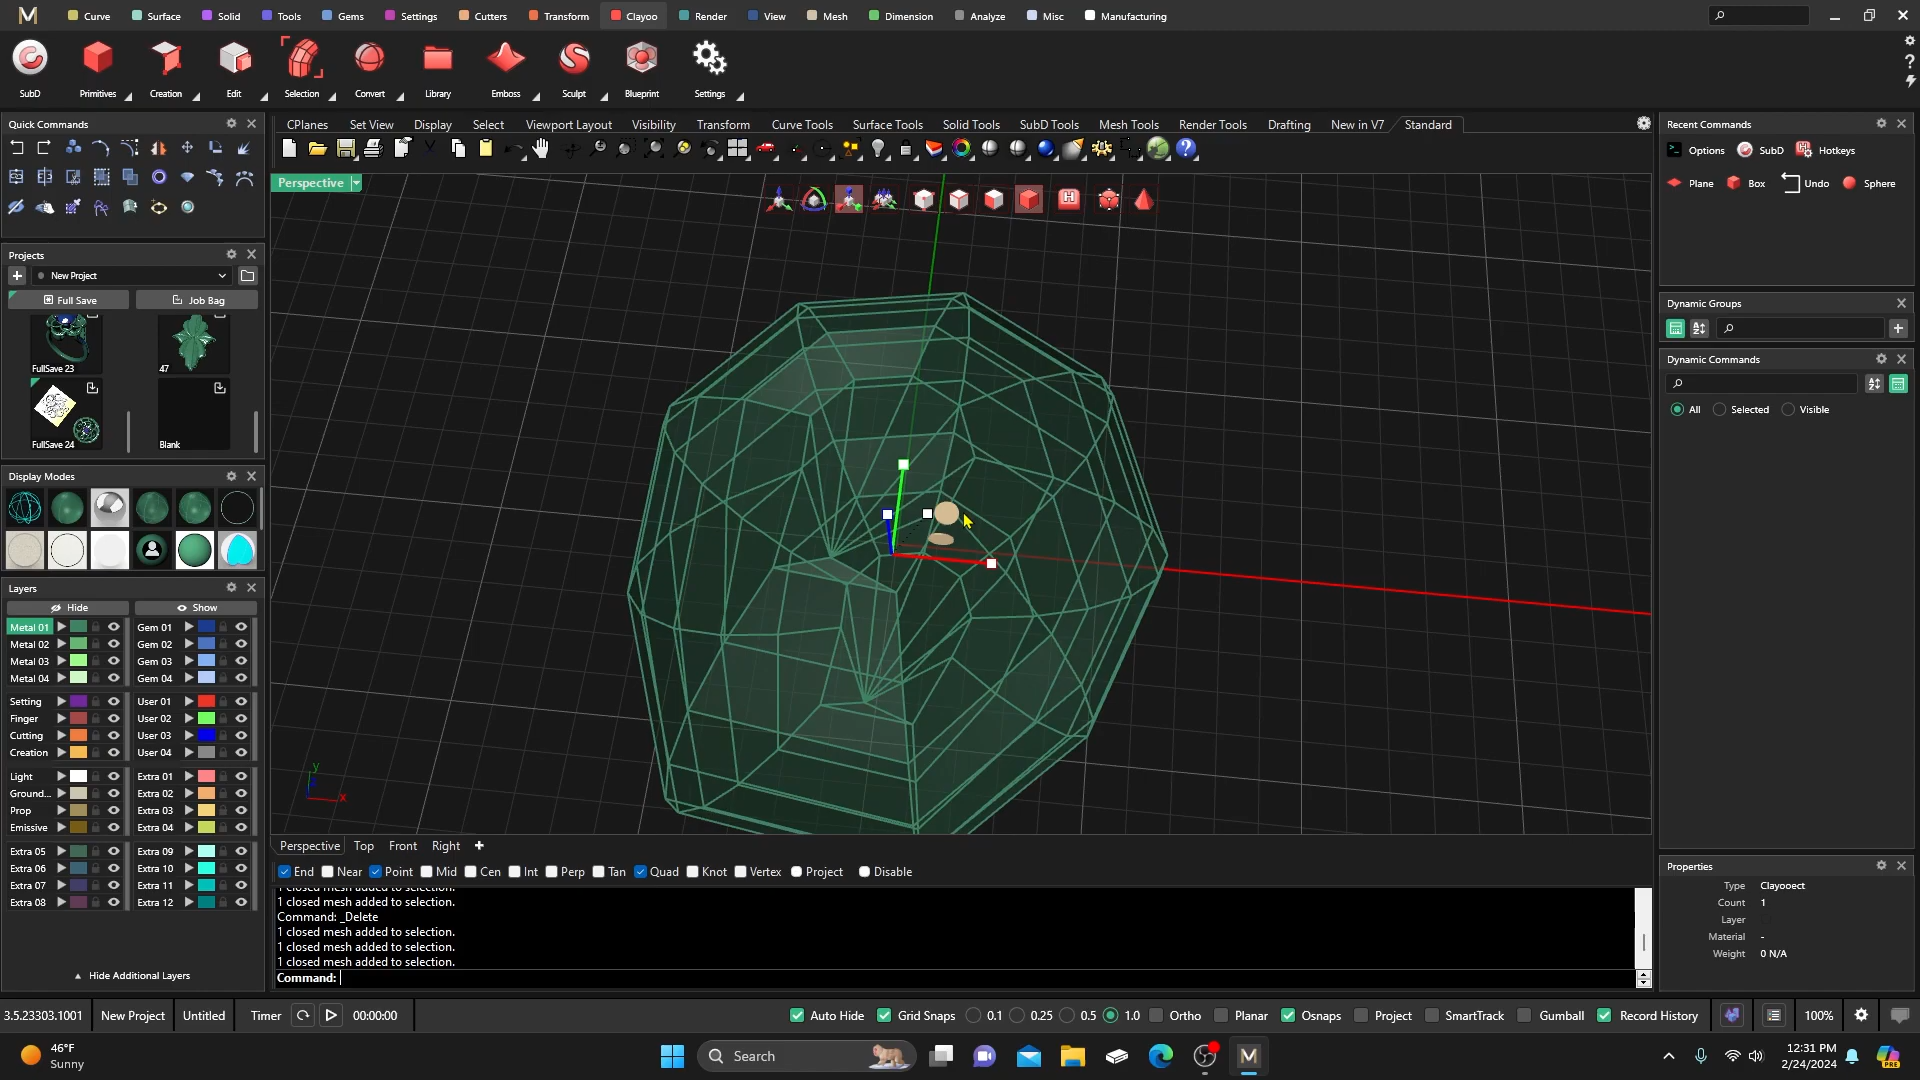 Curve Surface Solid Tools Gems Settings Cutters Transform Clayoo Render View Mesh Dimension Analyze Misc Manufacturing
SubD Primitives Creation Edit Selection Convert Library Emboss Sculpt Blueprint Settings
Quick Commands
CPlanes Set View Display Select Viewport Layout Visibility Transform Curve Tools Surface Tools Solid Tools SubD Tools Mesh Tools Render Tools Drafting New in V7 Standard
Recent Commands
Options SubD Hotkeys
Plane Box Undo Sphere
Perspective
Projects
New Project
Full Save Job Bag
FullSave 23 47
FullSave 24 Blank
Dynamic Groups
Dynamic Commands
All Selected Visible
Display Modes
Layers
Hide Show
Metal 01 Gem 01
Metal 02 Gem 02
Metal 03 Gem 03
Metal 04 Gem 04
Setting User 01
Finger User 02
Cutting User 03
Creation User 04
Light Extra 01
Ground... Extra 02
Prop Extra 03
Emissive Extra 04
Extra 05 Extra 09
Extra 06 Extra 10
Extra 07 Extra 11
Extra 08 Extra 12
Hide Additional Layers
y
x
Perspective Top Front Right
End Near Point Mid Cen Int Perp Tan Quad Knot Vertex Project Disable
1 closed mesh added to selection.
1 closed mesh added to selection.
Command: _Delete
1 closed mesh added to selection.
1 closed mesh added to selection.
1 closed mesh added to selection.
Command:
Properties
Type Clayooect
Count 1
Layer
Material -
Weight 0 N/A
3.5.23303.1001 New Project Untitled Timer 00:00:00 Auto Hide Grid Snaps 0.1 0.25 0.5 1.0 Ortho Planar Osnaps Project SmartTrack Gumball Record History 100%
46°F
Sunny
Search
12:31 PM
2/24/2024